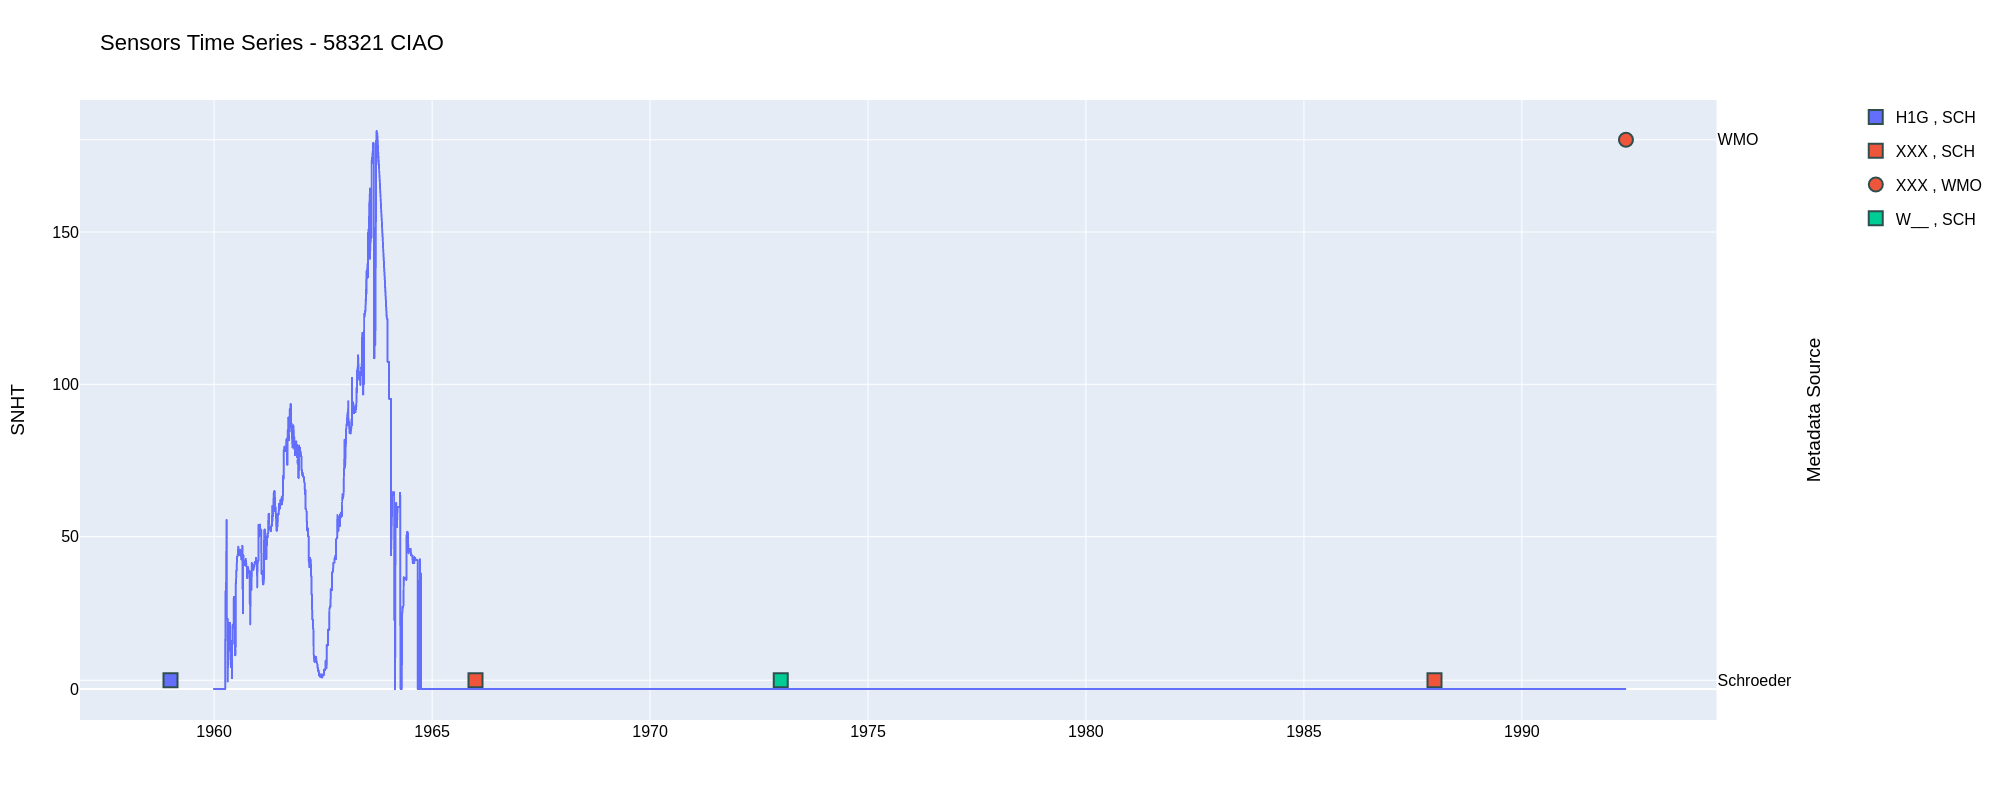 Sensors Time Series - 58321 CIAO
WMO
H1G , SCH
XXX , SCH
XXX , WMO
W__ , SCH
150
100
50
0
SNHT
Metadata Source
Schroeder
1960 1965 1970 1975 1980 1985 1990